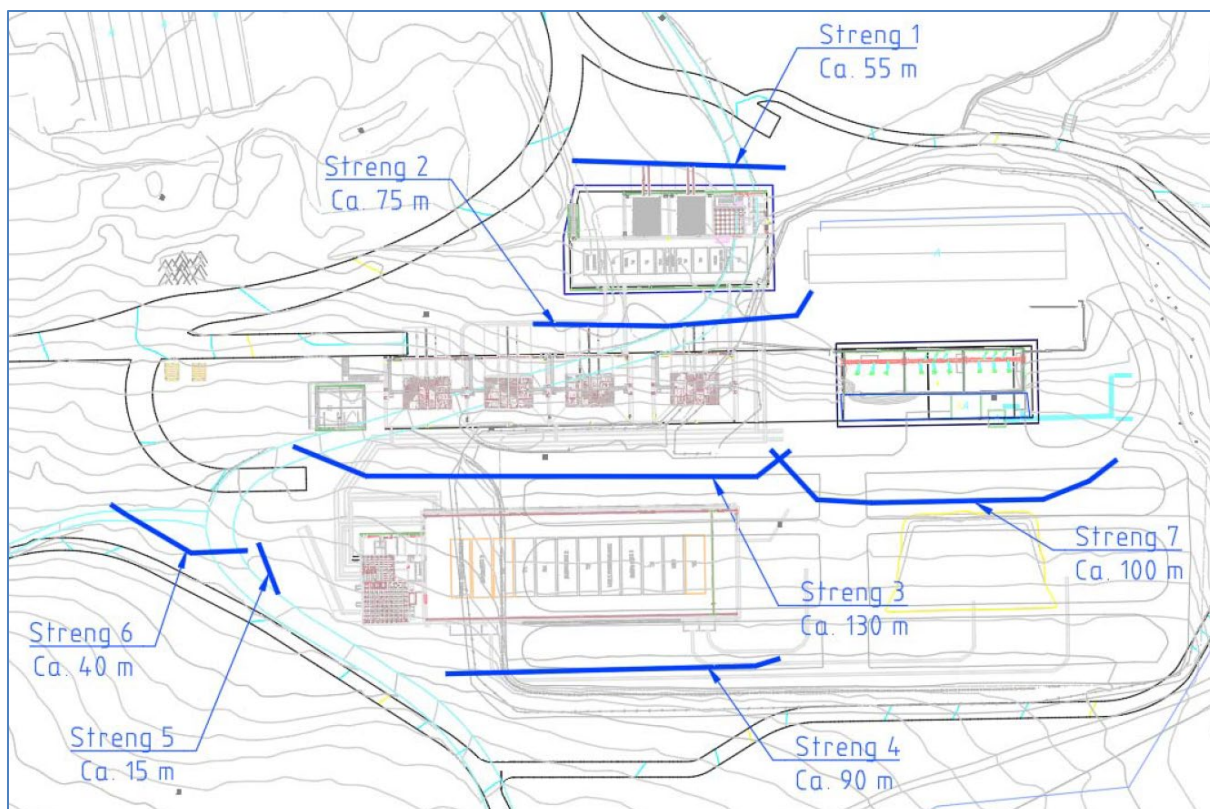 Streng 1
Ca. 55 m
Streng 2
Ca. 75 m
Streng 7
Ca. 100 m
Streng 3
Ca. 130 m
Streng 6
Ca. 40 m
Streng 5
Ca. 15 m
Streng 4
Ca. 90 m